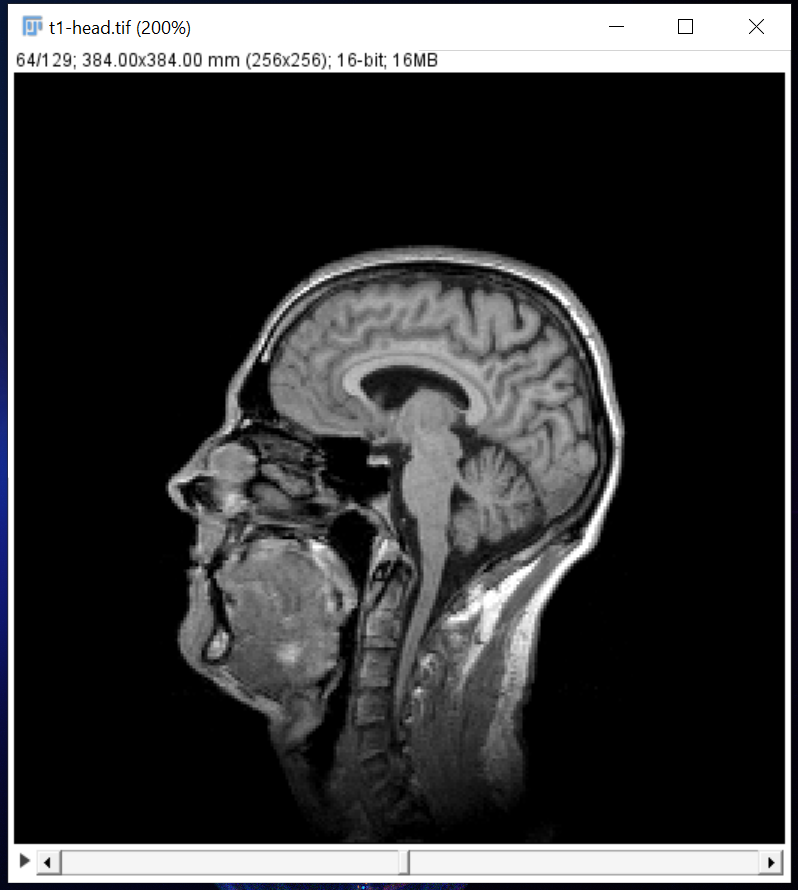 t1-head.tif (200%)
64/129; 384.00x384.00 mm (256x256); 16-bit; 16MB